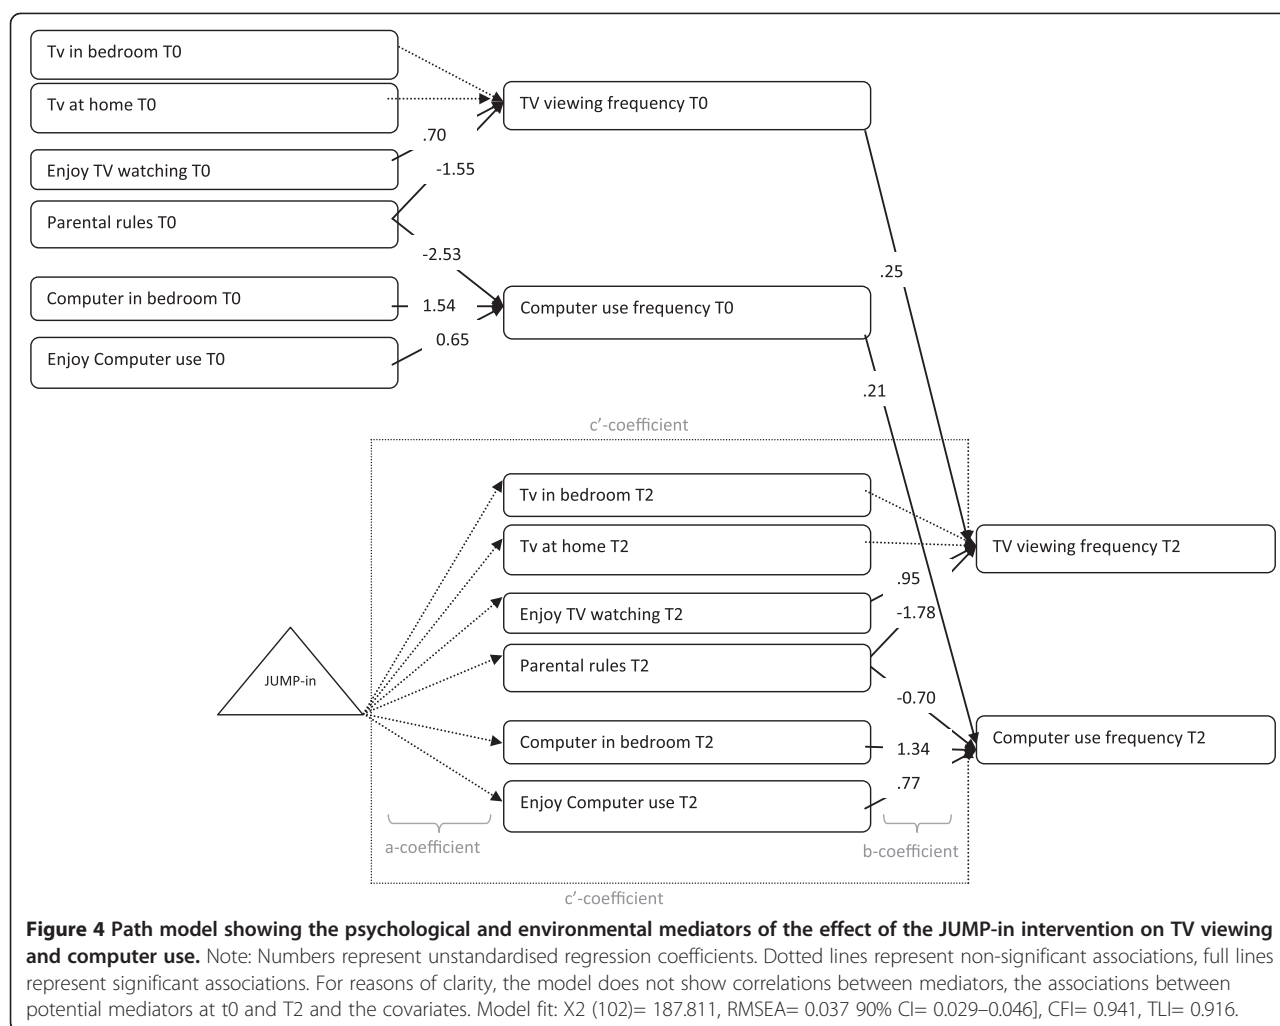 Tv in bedroom T0
Tv at home T0
TV viewing frequency T0
.70
Enjoy TV watching T0
-1.55
Parental rules T0
-2.53
Computer in bedroom T0
1.54
Computer use frequency T0
0.65
Enjoy Computer use T0
.25
.21
c'-coefficient
Tv in bedroom T2
Tv at home T2
TV viewing frequency T2
.95
Enjoy TV watching T2
-1.78
Parental rules T2
JUMP-in
-0.70
Computer in bedroom T2
1.34
Computer use frequency T2
.77
Enjoy Computer use T2
a-coefficient
b-coefficient
c'-coefficient
Figure 4 Path model showing the psychological and environmental mediators of the effect of the JUMP-in intervention on TV viewing
and computer use. Note: Numbers represent unstandardised regression coefficients. Dotted lines represent non-significant associations, full lines
represent significant associations. For reasons of clarity, the model does not show correlations between mediators, the associations between
potential mediators at t0 and T2 and the covariates. Model fit: X2 (102)= 187.811, RMSEA= 0.037 90% CI= 0.029–0.046], CFI= 0.941, TLI= 0.916.